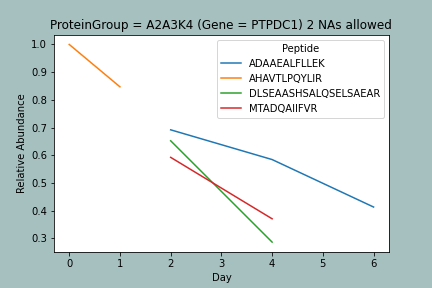 ProteinGroup = A2A3K4 (Gene = PTPDC1) 2 NAs allowed
Peptide
ADAAEALFLLEK
AHAVTLPQYLIR
DLSEAASHSALQSELSAEAR
MTADQAIIFVR
Relative Abundance
1.0
0.9
0.8
0.7
0.6
0.5
0.4
0.3
0 1 2 3 4 5 6
Day